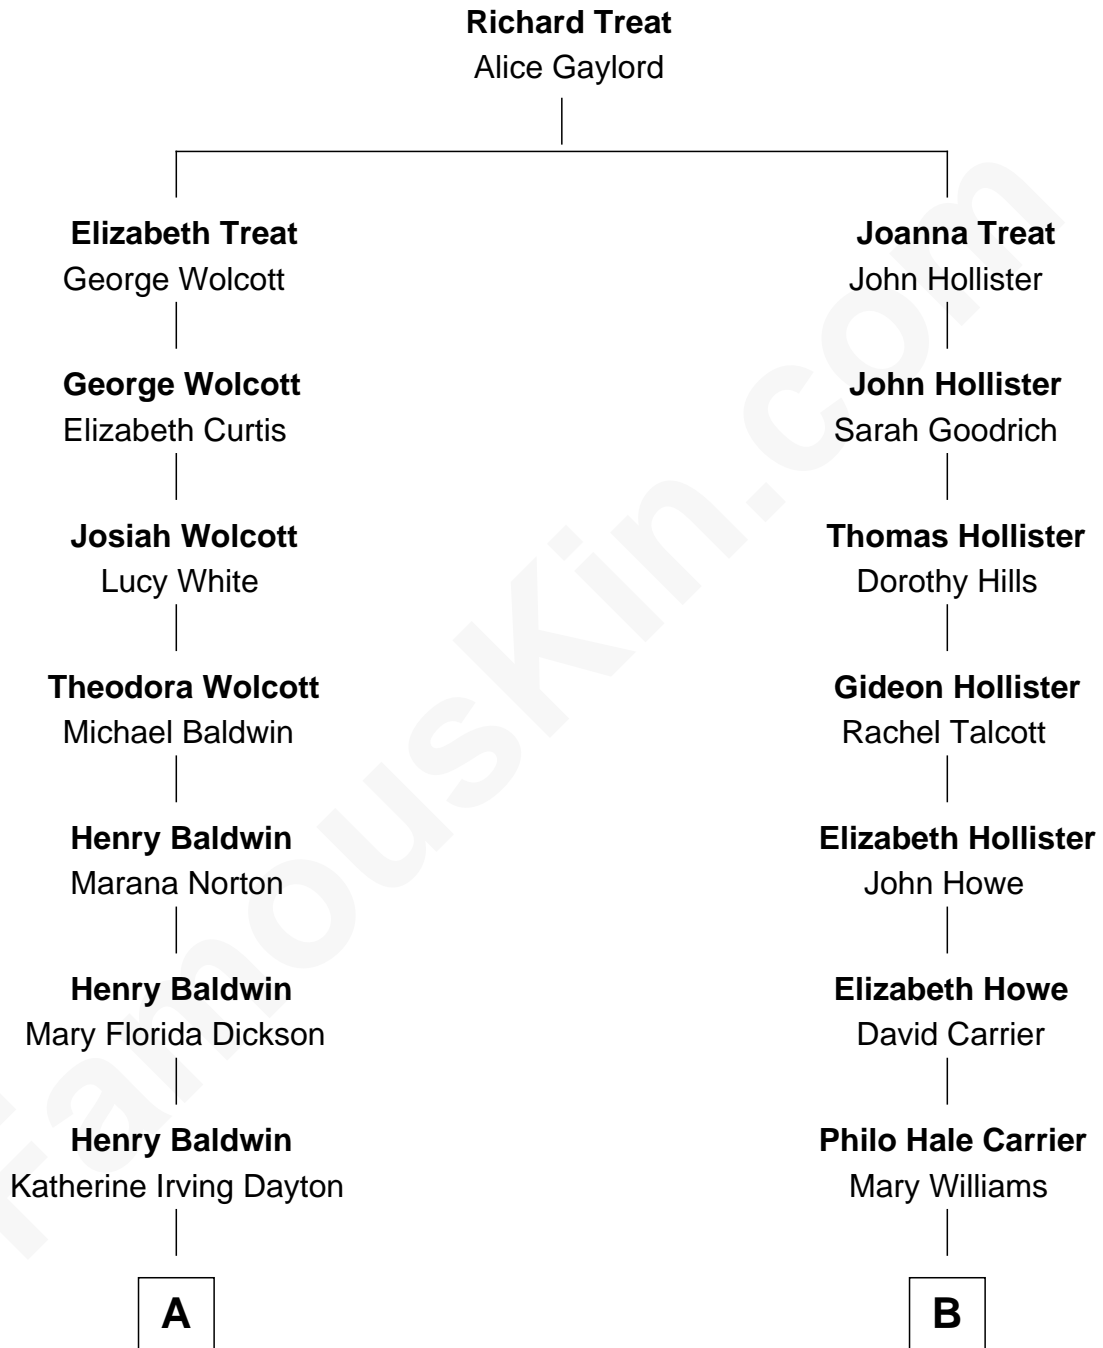 Richard Treat
Alice Gaylord
Elizabeth Treat
George Wolcott
Joanna Treat
John Hollister
George Wolcott
Elizabeth Curtis
John Hollister
Sarah Goodrich
Josiah Wolcott
Lucy White
Thomas Hollister
Dorothy Hills
Theodora Wolcott
Michael Baldwin
Gideon Hollister
Rachel Talcott
Henry Baldwin
Marana Norton
Elizabeth Hollister
John Howe
Henry Baldwin
Mary Florida Dickson
Elizabeth Howe
David Carrier
Henry Baldwin
Katherine Irving Dayton
Philo Hale Carrier
Mary Williams
A
B
FamousKin.com